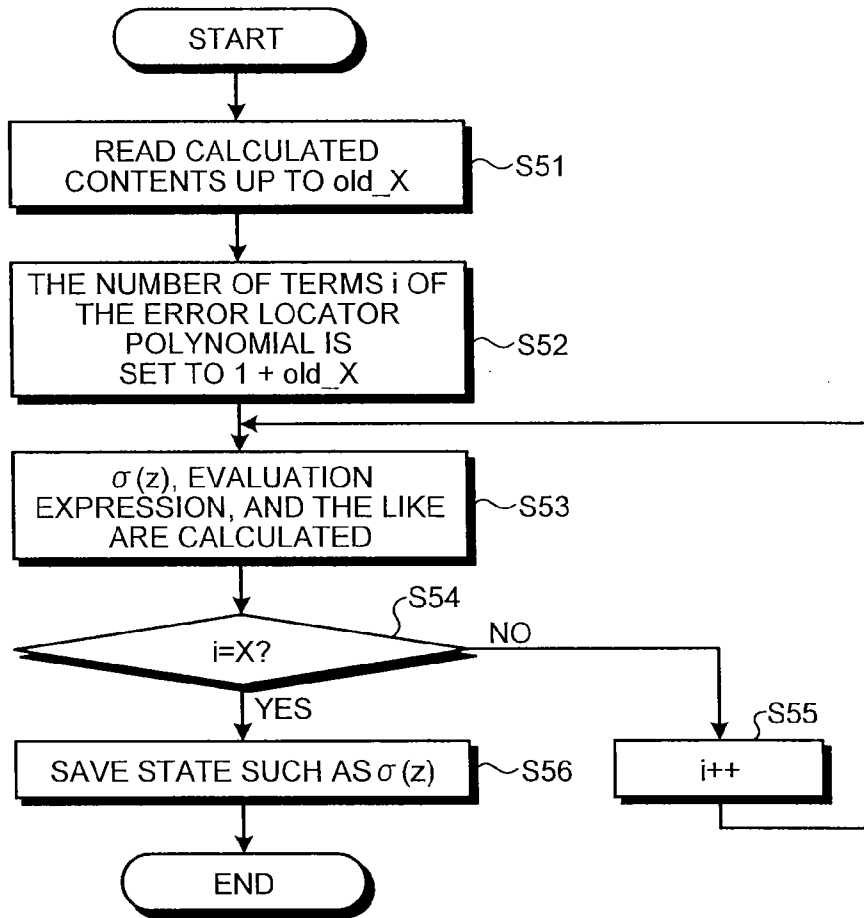 START
READ CALCULATED
CONTENTS UP TO old_X
S51
THE NUMBER OF TERMS i OF
THE ERROR LOCATOR
POLYNOMIAL IS
SET TO 1 + old_X
S52
σ(z), EVALUATION
EXPRESSION, AND THE LIKE
ARE CALCULATED
S53
S54
i=X?
NO
YES
S55
i++
SAVE STATE SUCH AS σ(z)
S56
END